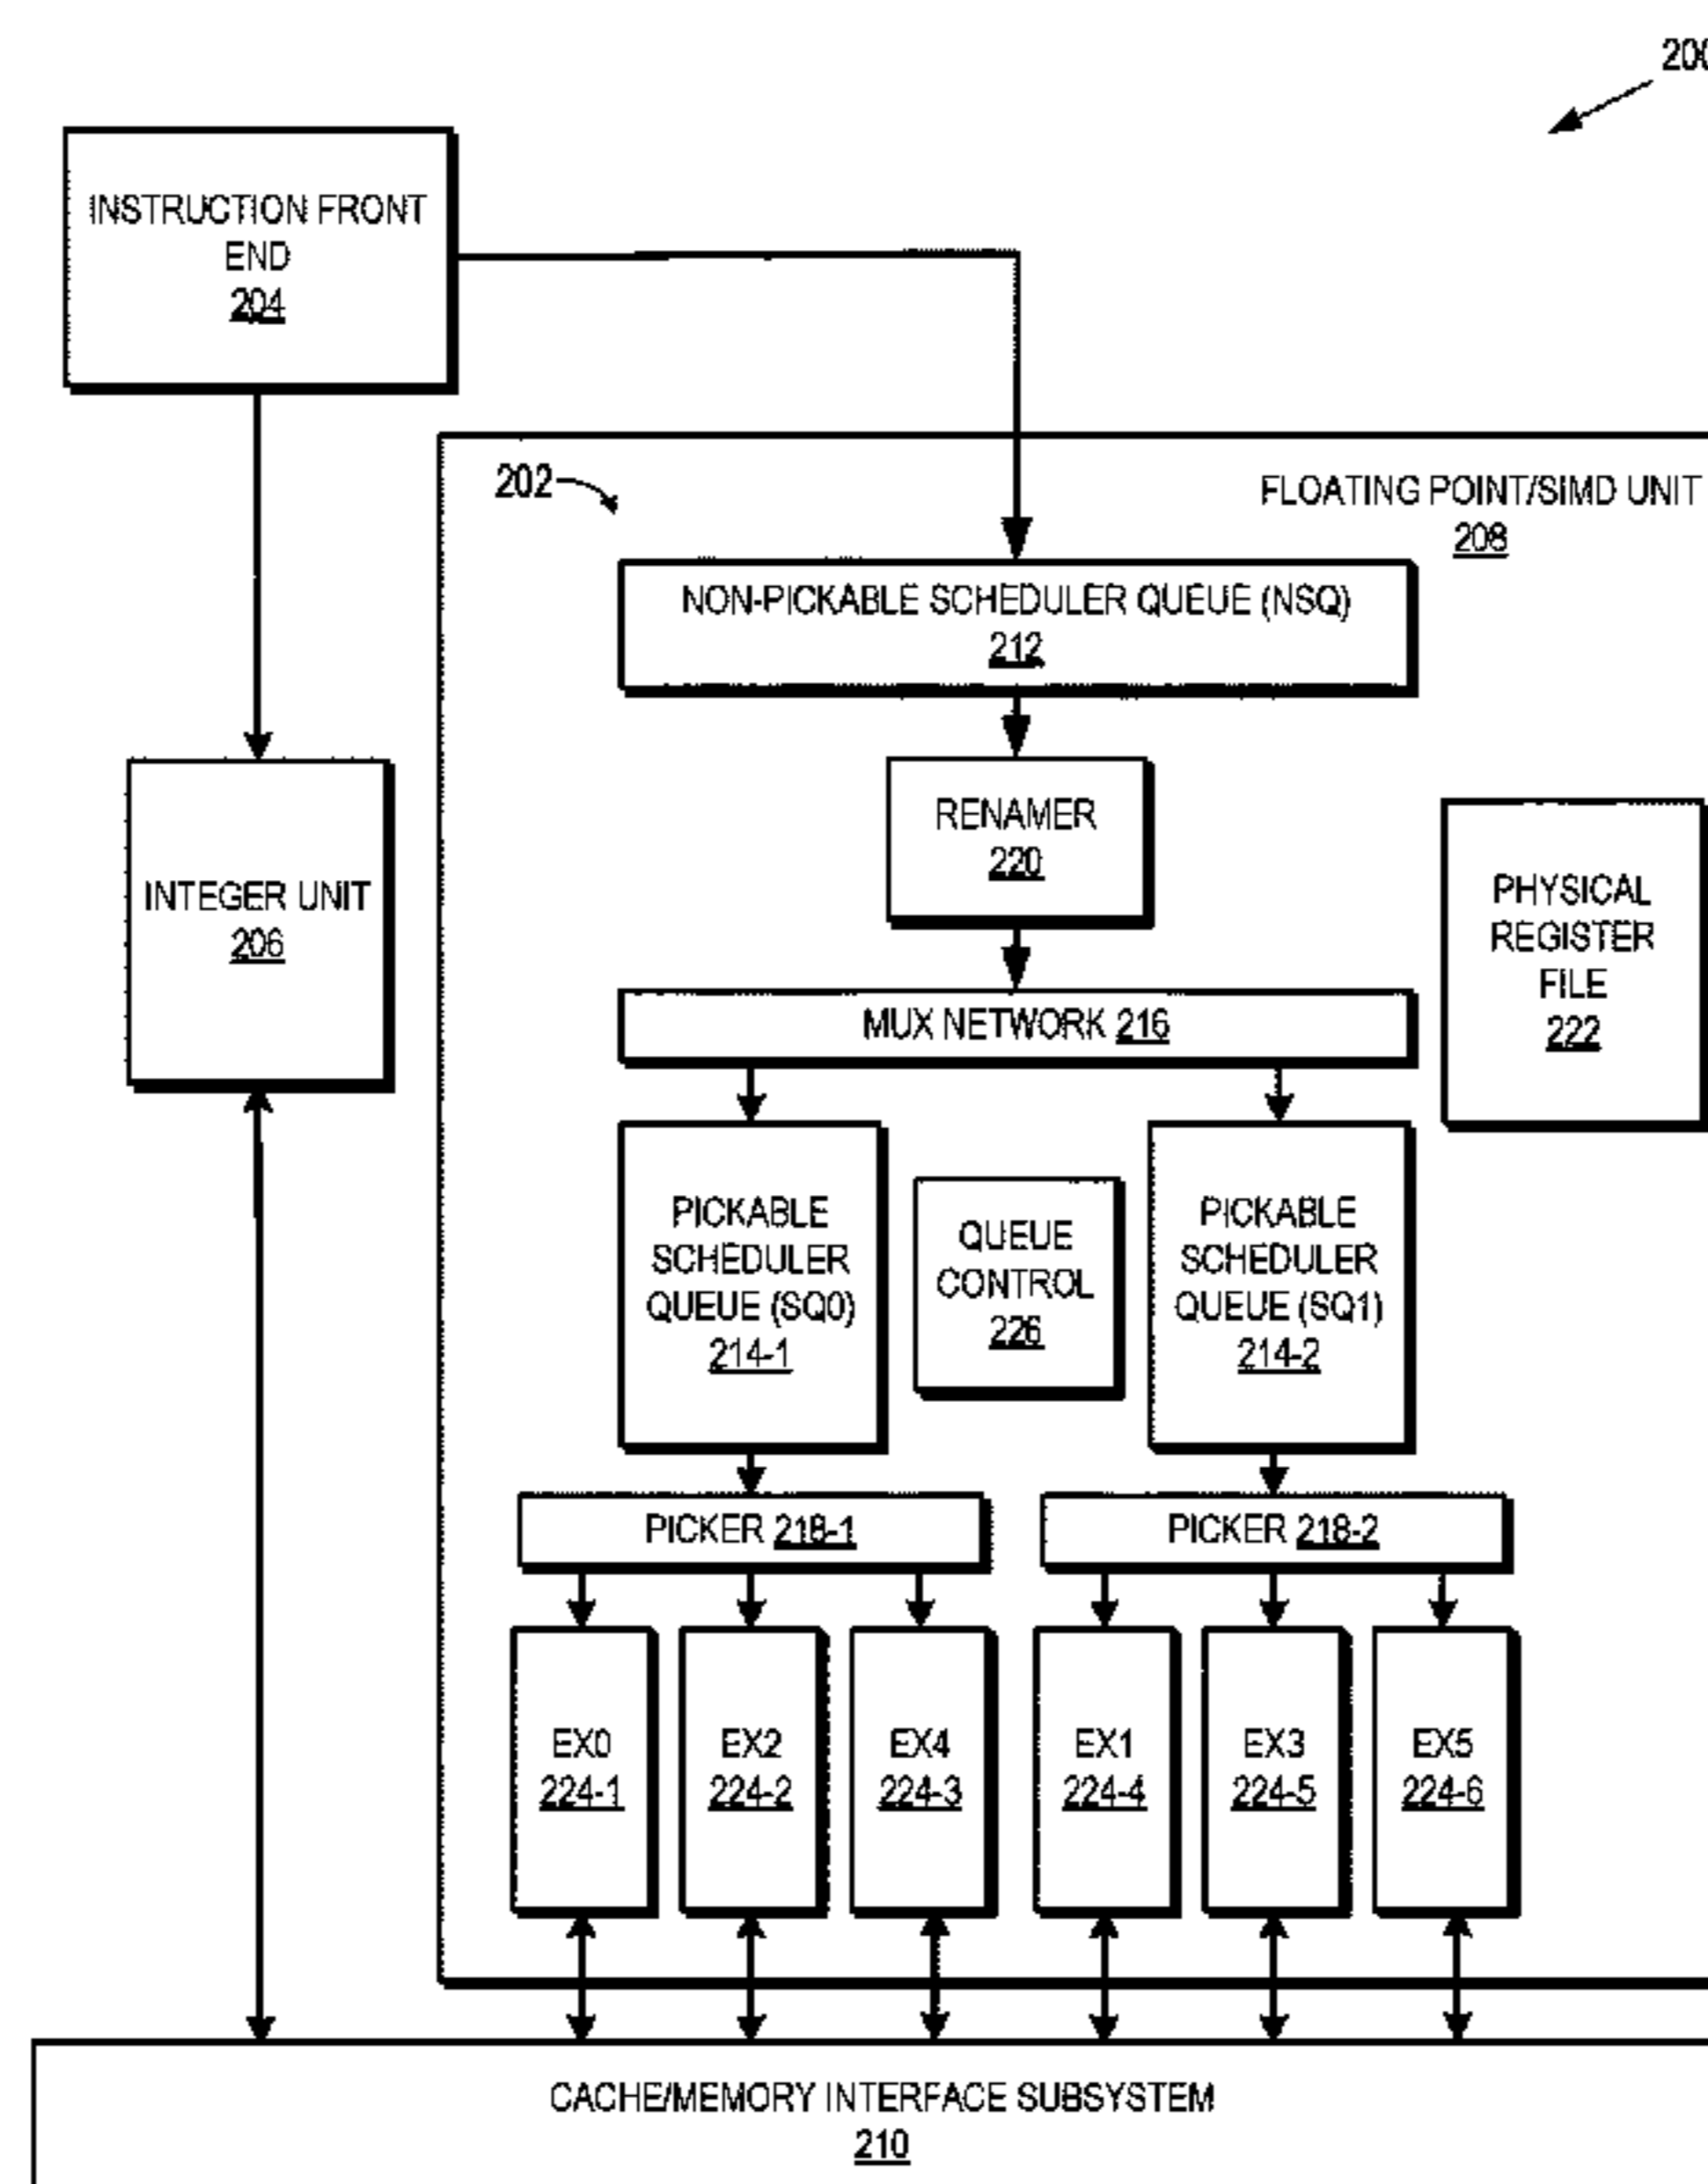 200
INSTRUCTION FRONT
END
204
202
FLOATING POINT/SIMD UNIT
208
NON-PICKABLE SCHEDULER QUEUE (NSQ)
212
RENAMER
220
INTEGER UNIT
206
PHYSICAL
REGISTER
FILE
222
MUX NETWORK 216
PICKABLE
SCHEDULER
QUEUE (SQ0)
214-1
QUEUE
CONTROL
226
PICKABLE
SCHEDULER
QUEUE (SQ1)
214-2
PICKER 218-1
PICKER 218-2
EX0
224-1
EX2
224-2
EX4
224-3
EX1
224-4
EX3
224-5
EX5
224-6
CACHE/MEMORY INTERFACE SUBSYSTEM
210